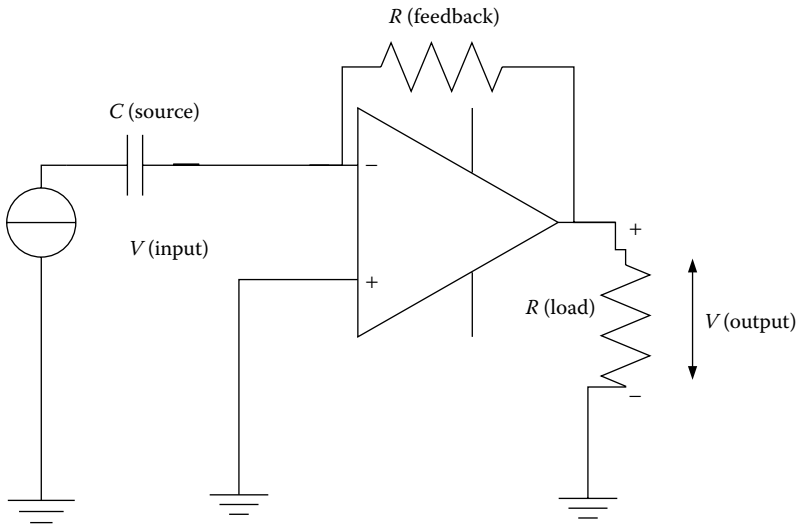 R (feedback)
C (source)
−
V (input)
+
+
R (load)
V (output)
−